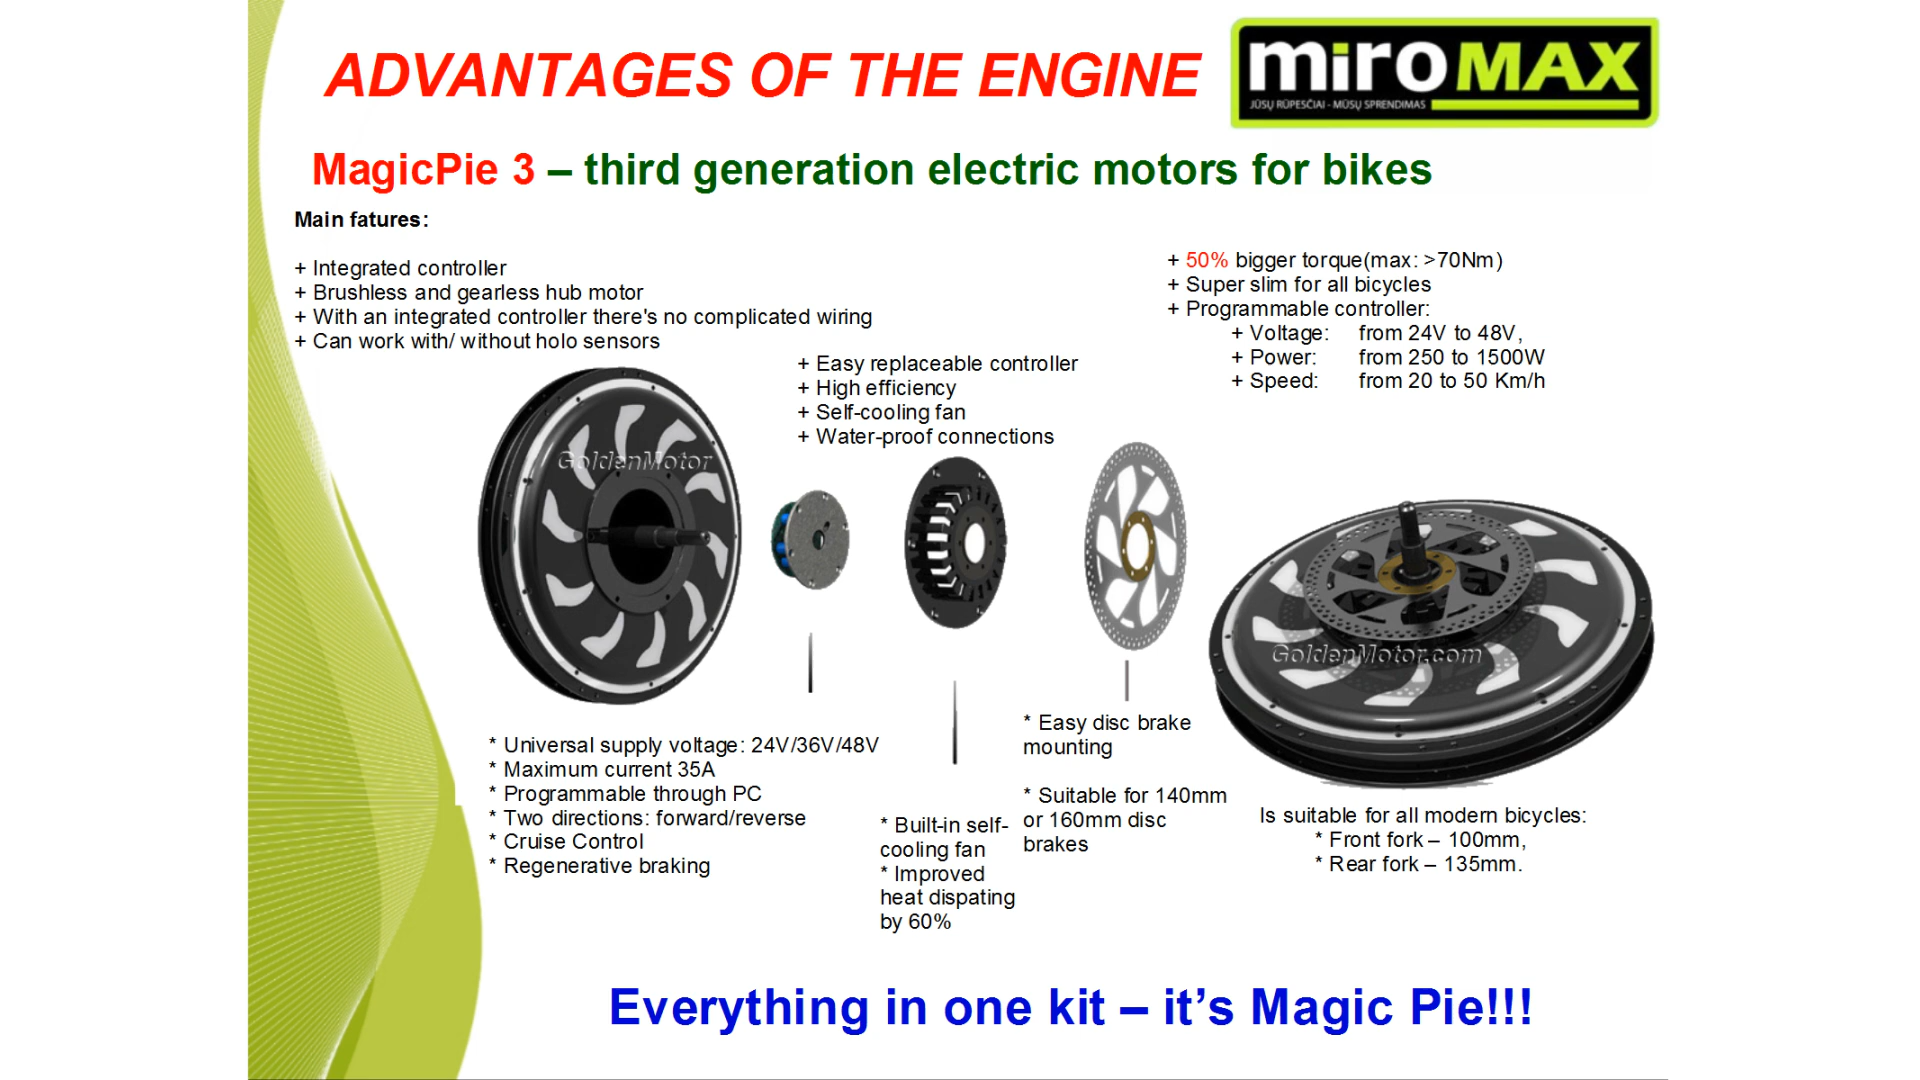 ADVANTAGES OF THE ENGINE
miroMAX
JŪSŲ RŪPESČIAI - MŪSŲ SPRENDIMAS
MagicPie 3 – third generation electric motors for bikes
Main fatures:
+ Integrated controller
+ Brushless and gearless hub motor
+ With an integrated controller there's no complicated wiring
+ Can work with/ without holo sensors
+ Easy replaceable controller
+ High efficiency
+ Self-cooling fan
+ Water-proof connections
+ 50% bigger torque(max: >70Nm)
+ Super slim for all bicycles
+ Programmable controller:
+ Voltage: from 24V to 48V,
+ Power: from 250 to 1500W
+ Speed: from 20 to 50 Km/h
GoldenMotor
GoldenMotor.com
* Universal supply voltage: 24V/36V/48V
* Maximum current 35A
* Programmable through PC
* Two directions: forward/reverse
* Cruise Control
* Regenerative braking
* Built-in self-
cooling fan
* Improved
heat dispating
by 60%
* Easy disc brake
mounting
* Suitable for 140mm
or 160mm disc
brakes
Is suitable for all modern bicycles:
* Front fork – 100mm,
* Rear fork – 135mm.
Everything in one kit – it’s Magic Pie!!!